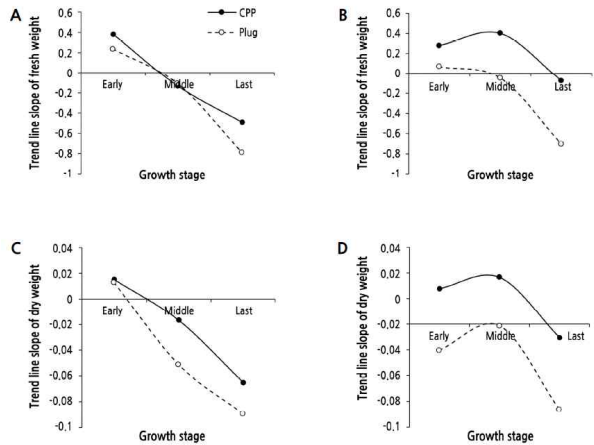 A
CPP
Plug
Trend line slope of fresh weight
0.6
0.4
0.2
0
-0.2
-0.4
-0.6
-0.8
-1
Early
Middle
Last
Growth stage
B
Trend line slope of fresh weight
0.6
0.4
0.2
0
-0.2
-0.4
-0.6
-0.8
-1
Early
Middle
Last
Growth stage
C
Trend line slope of dry weight
0.04
0.02
0
-0.02
-0.04
-0.06
-0.08
-0.1
Early
Middle
Last
Growth stage
D
Trend line slope of dry weight
0.04
0.02
0
-0.02
-0.04
-0.06
-0.08
-0.1
Early
Middle
Last
Growth stage